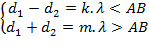 d₁ − d₂ = k.λ < AB
d₁ + d₂ = m.λ > AB